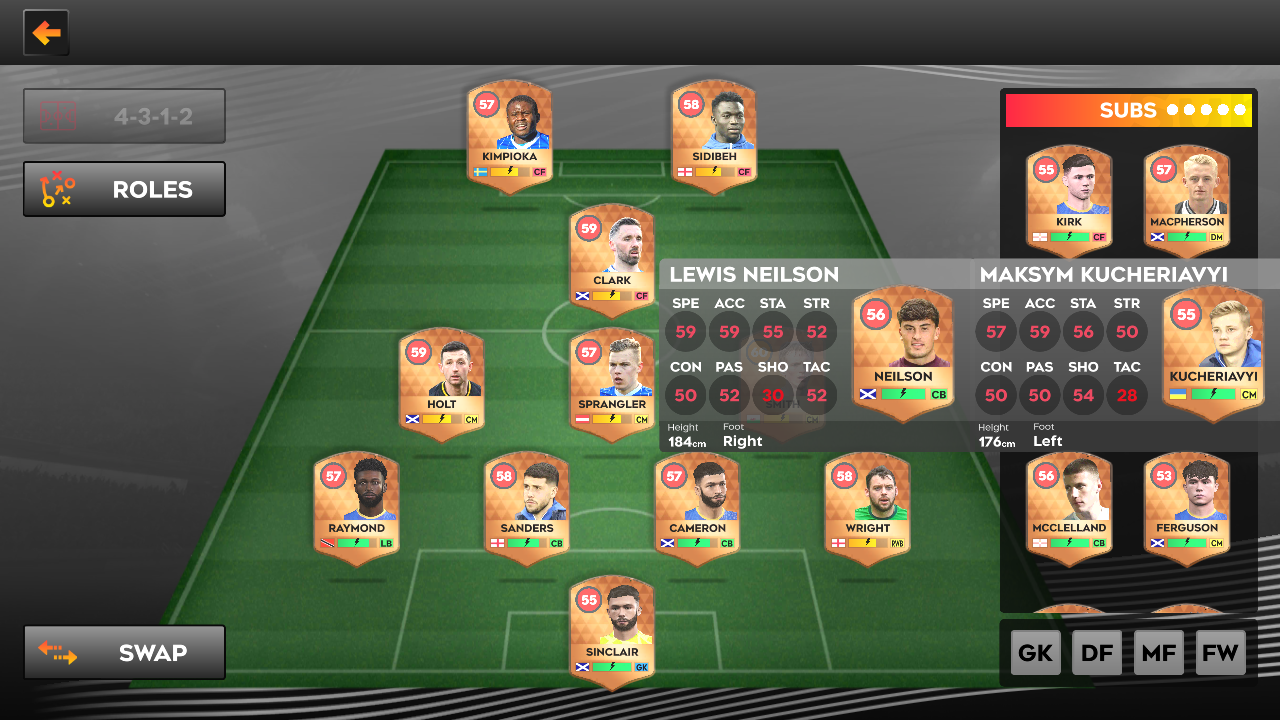 57
KIMPIOKA
CF
58
SIDIBEH
CF
4-3-1-2
ROLES
SUBS
55
KIRK
CF
57
MACPHERSON
DM
59
CLARK
CF
LEWIS NEILSON
SPE ACC STA STR
59 59 55 52
CON PAS SHO TAC
50 52 30 52
Height Foot
184cm Right
56
NEILSON
CB
MAKSYM KUCHERIAVYI
SPE ACC STA STR
57 59 56 50
CON PAS SHO TAC
50 50 54 28
Height Foot
176cm Left
55
KUCHERIAVYI
CM
59
HOLT
CM
57
SPRANGLER
CM
SMITH
CM
57
RAYMOND
LB
58
SANDERS
CB
57
CAMERON
CB
58
WRIGHT
RWB
56
MCCLELLAND
CB
53
FERGUSON
CM
55
SINCLAIR
GK
SWAP
GK DF MF FW